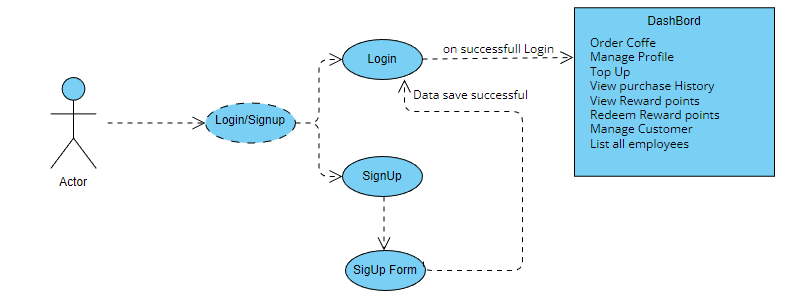 DashBord
Order Coffe
Manage Profile
Top Up
View purchase History
View Reward points
Redeem Reward points
Manage Customer
List all employees
on successfull Login
Login
Data save successful
Login/Signup
Actor
SignUp
SigUp Form